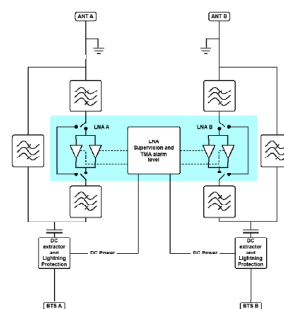 ANT A
ANT B
LNA A
LNA B
LNA
Supervision and
TMA alarm
level
DC
extractor
and
Lightning
Protection
DC Power
DC Power
DC
extractor
and
Lightning
Protection
BTS A
BTS B